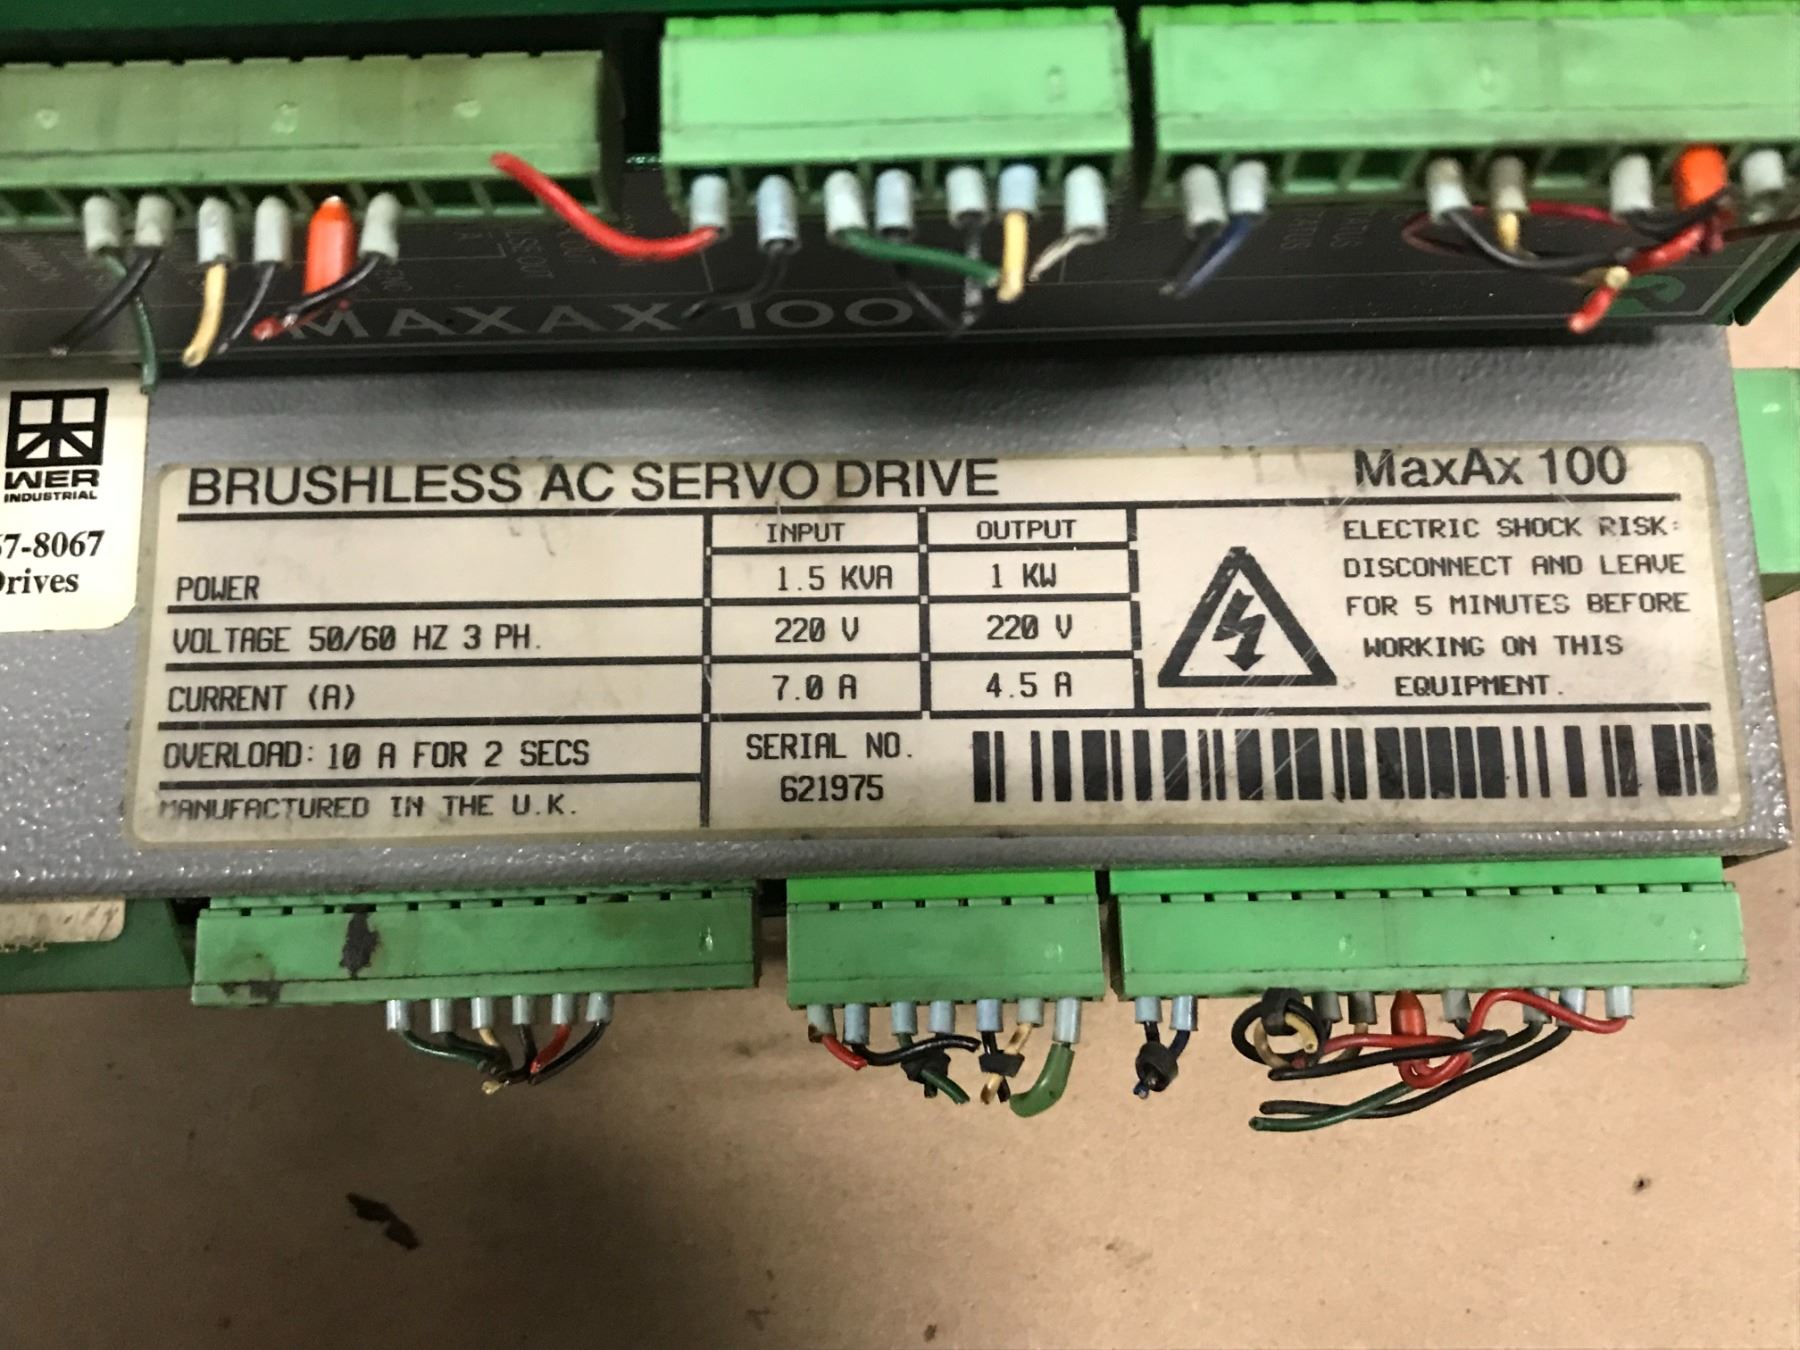 MAXAX 100
WER
INDUSTRIAL
57-8067
Drives
BRUSHLESS AC SERVO DRIVE MaxAx 100
INPUT OUTPUT
POWER 1.5 KVA 1 KW
VOLTAGE 50/60 HZ 3 PH. 220 V 220 V
CURRENT (A) 7.0 A 4.5 A
OVERLOAD: 10 A FOR 2 SECS
MANUFACTURED IN THE U.K.
SERIAL NO.
621975
ELECTRIC SHOCK RISK:
DISCONNECT AND LEAVE
FOR 5 MINUTES BEFORE
WORKING ON THIS
EQUIPMENT.